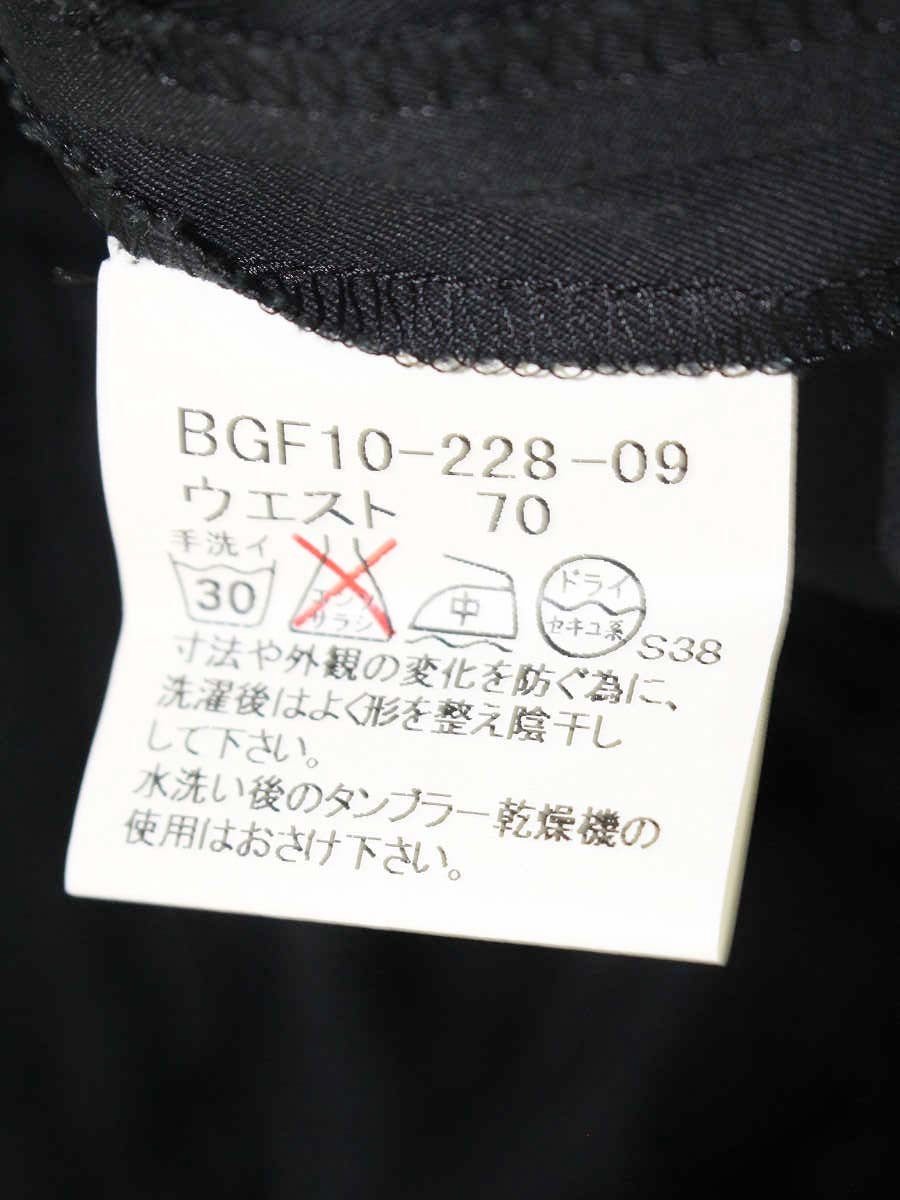 BGF10-228-09
ウエスト 70
手洗イ
30
エンソ
サラシ
中
ドライ
セキユ系
S38
寸法や外観の変化を防ぐ為に、
洗濯後はよく形を整え陰干し
して下さい。
水洗い後のタンブラー乾燥機の
使用はおさけ下さい。